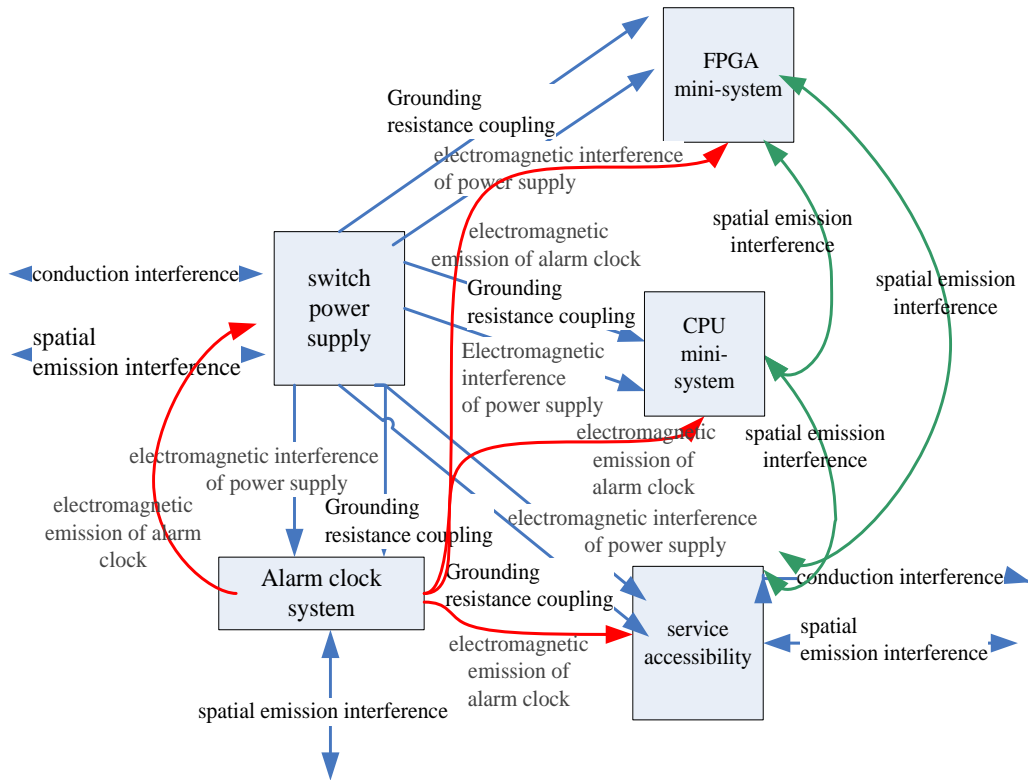 FPGA
mini-system
Grounding
resistance coupling
electromagnetic interference
of power supply
electromagnetic
emission of alarm clock
spatial emission
interference
spatial emission
interference
conduction interference
switch
power
supply
Grounding
resistance coupling
spatial
emission interference
CPU
mini-
system
Electromagnetic
interference
of power supply
electromagnetic
emission of
alarm clock
spatial emission
interference
electromagnetic interference
of power supply
electromagnetic
emission of alarm
clock
Grounding
resistance coupling
electromagnetic interference
of power supply
Alarm clock
system
Grounding
resistance coupling
conduction interference
service
accessibility
spatial
emission interference
electromagnetic
emission of
alarm clock
spatial emission interference